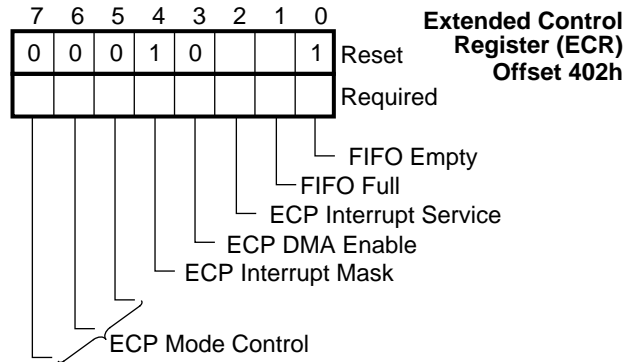 7 6 5 4 3 2 1 0
Extended Control
Register (ECR)
Offset 402h
0 0 0 1 0 1 Reset
Required
FIFO Empty
FIFO Full
ECP Interrupt Service
ECP DMA Enable
ECP Interrupt Mask
ECP Mode Control